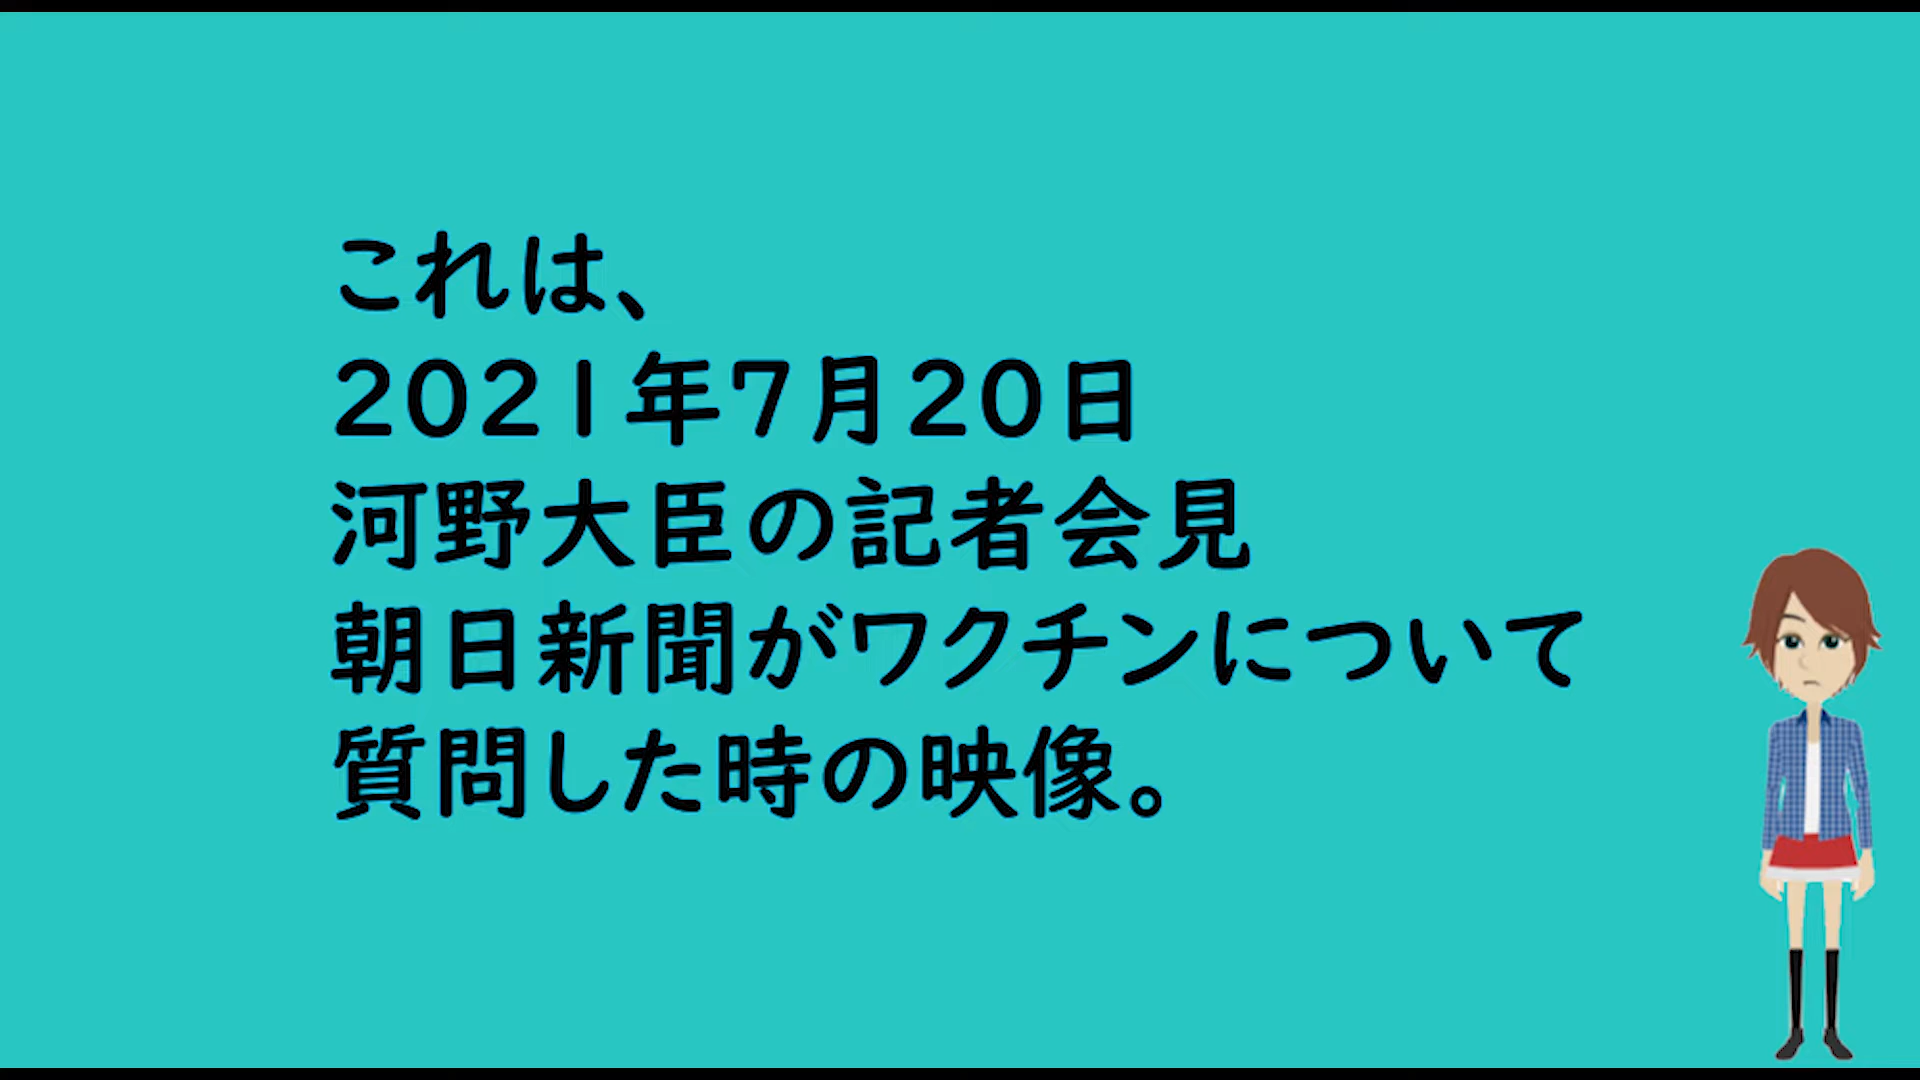 これは、
2021年7月20日
河野大臣の記者会見
朝日新聞がワクチンについて
質問した時の映像。